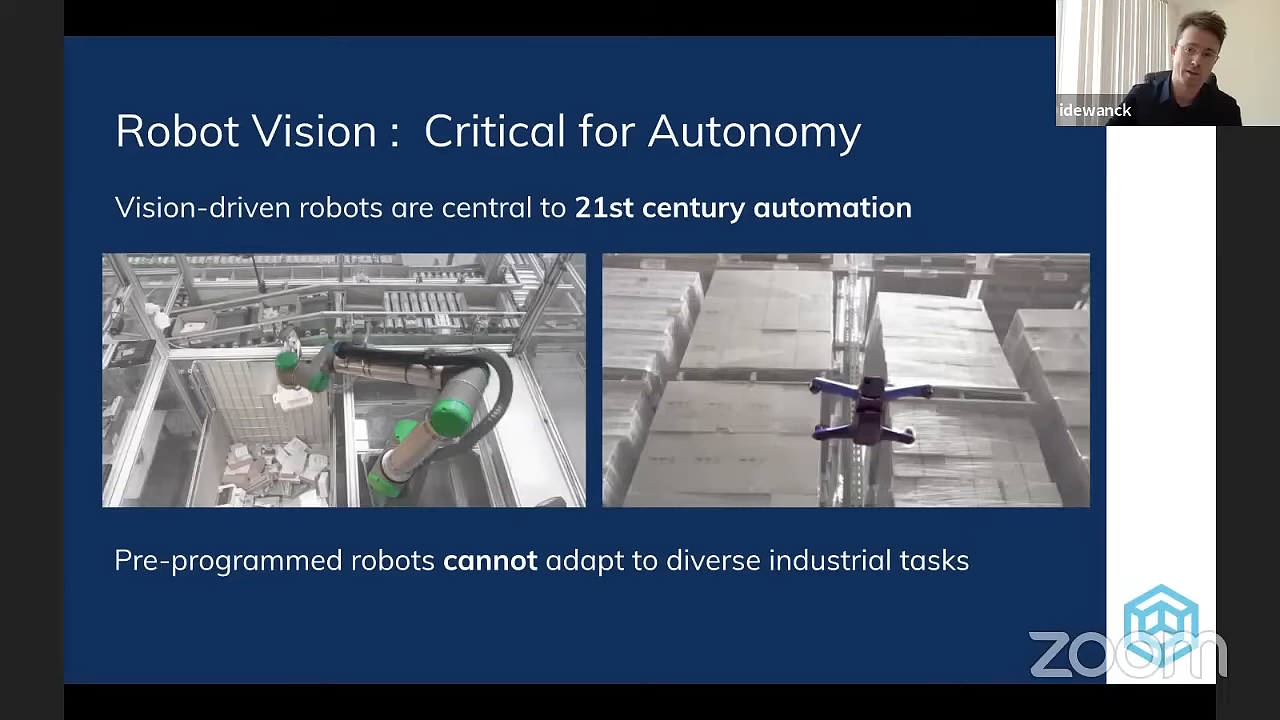 idewanck
Robot Vision : Critical for Autonomy
Vision-driven robots are central to 21st century automation
Pre-programmed robots cannot adapt to diverse industrial tasks
zoom